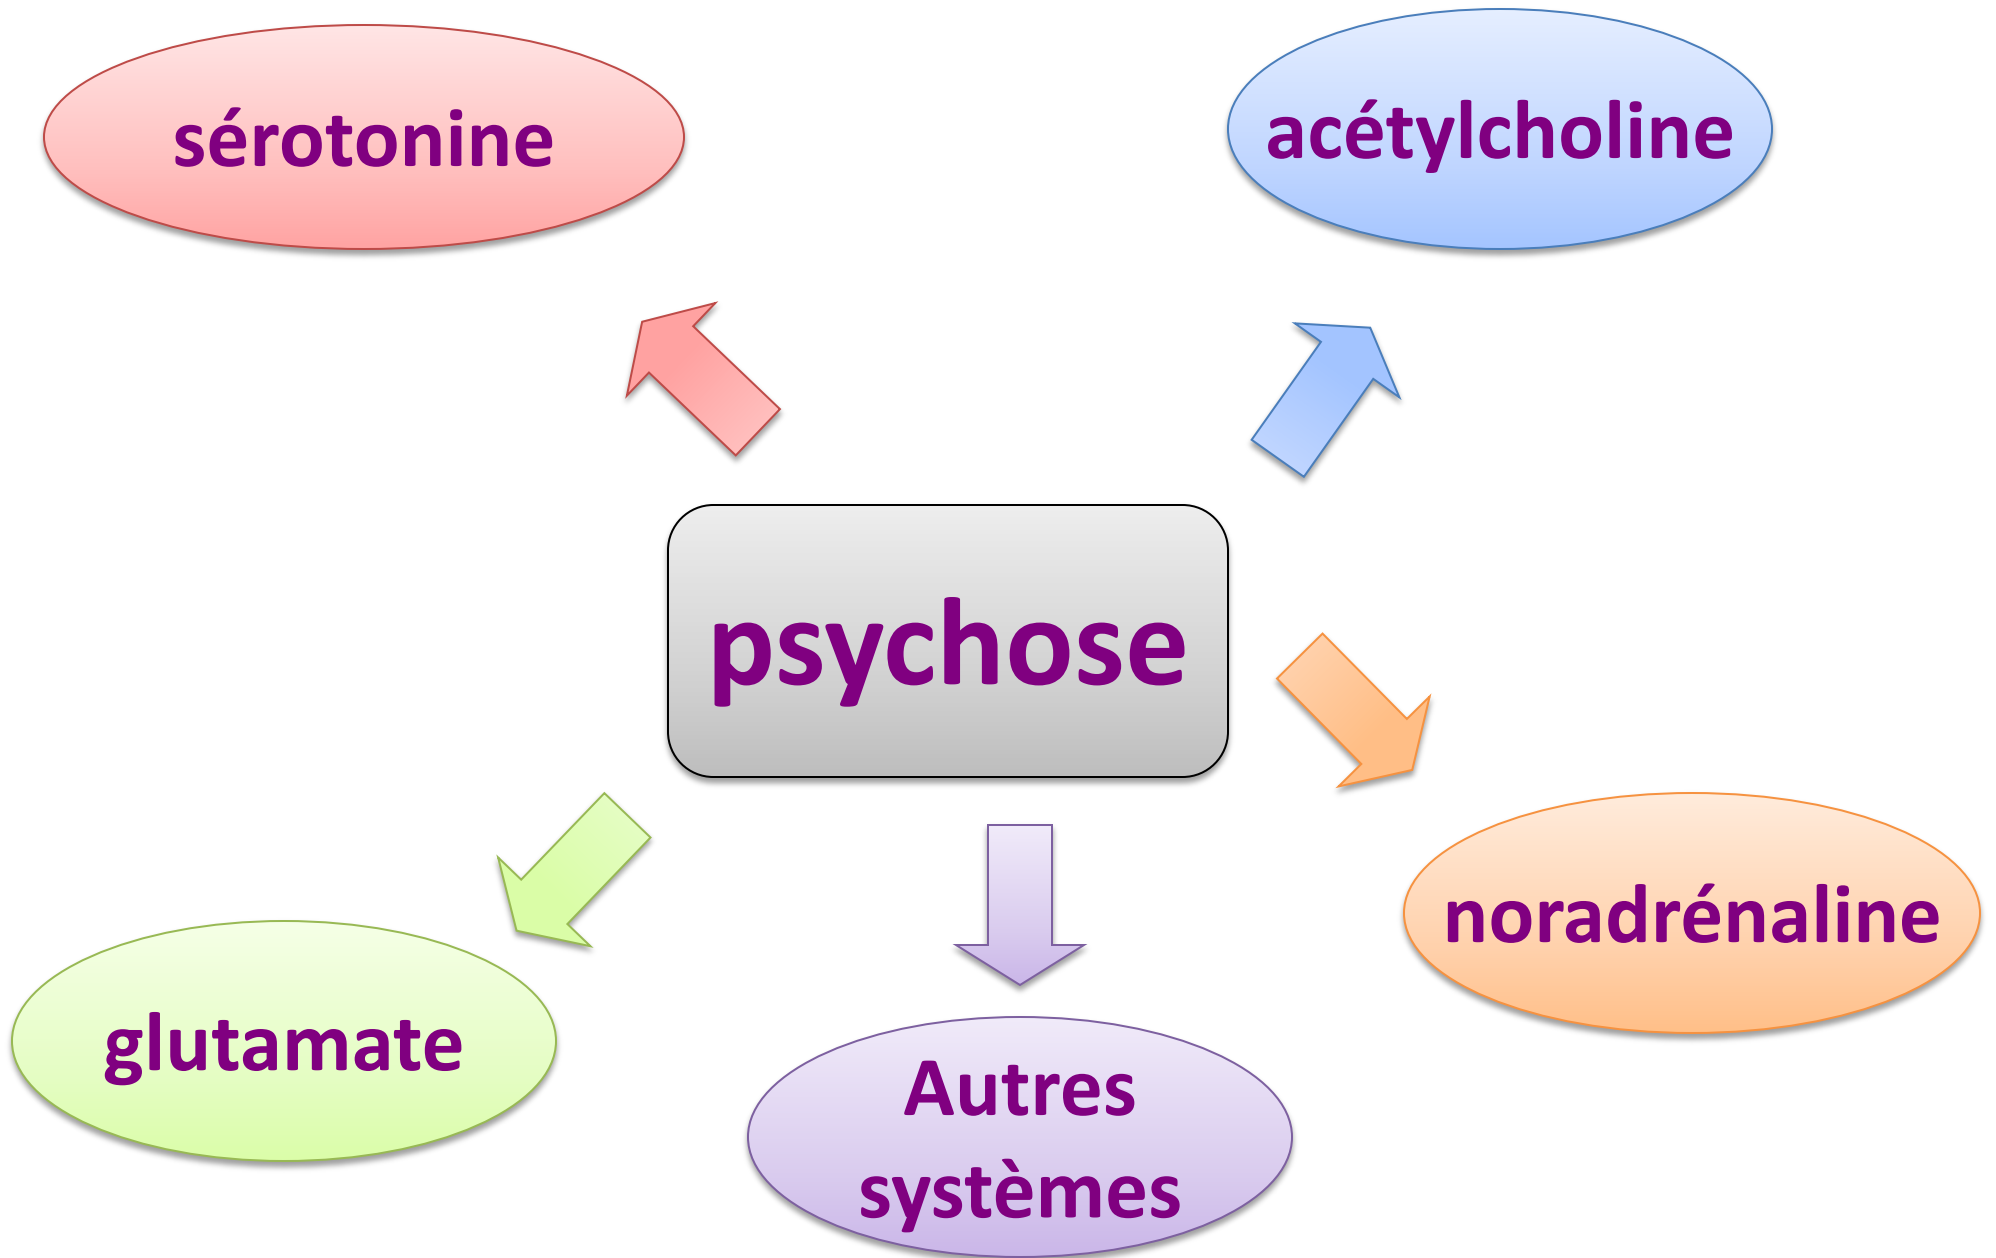 sérotonine
acétylcholine
psychose
noradrénaline
glutamate
Autres
systèmes